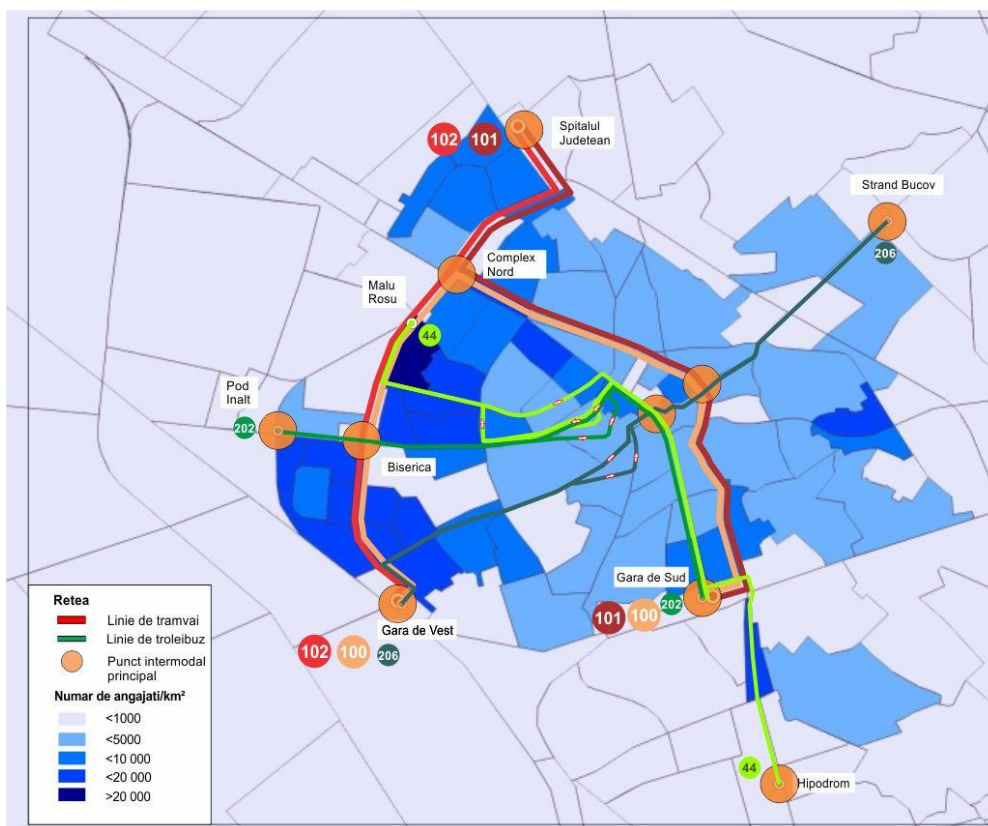 102
101
Spitalul
Judetean
Strand Bucov
206
Complex
Nord
Malu
Rosu
44
Pod
Inalt
202
Biserica
Gara de Sud
101
100
202
Gara de Vest
102
100
206
44
Hipodrom
Retea
Linie de tramvai
Linie de troleibuz
Punct intermodal
principal
Numar de angajati/km²
<1000
<5000
<10 000
<20 000
>20 000